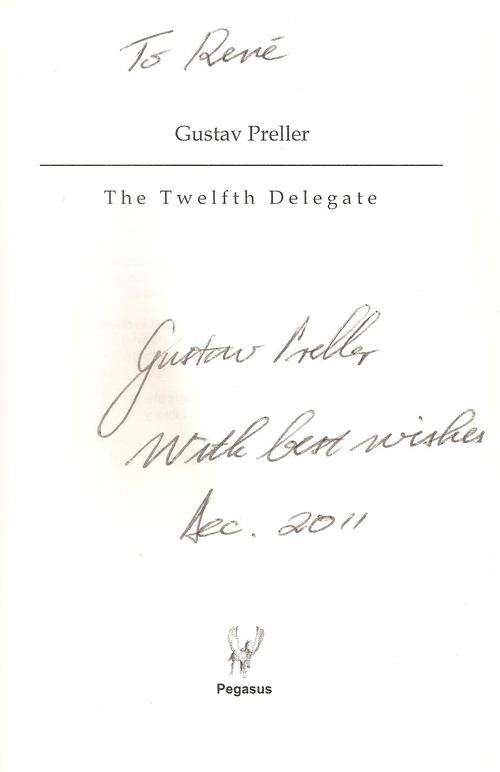 To René
Gustav Preller
The Twelfth Delegate
Gustav Preller
With best wishes
Dec. 2011
Pegasus